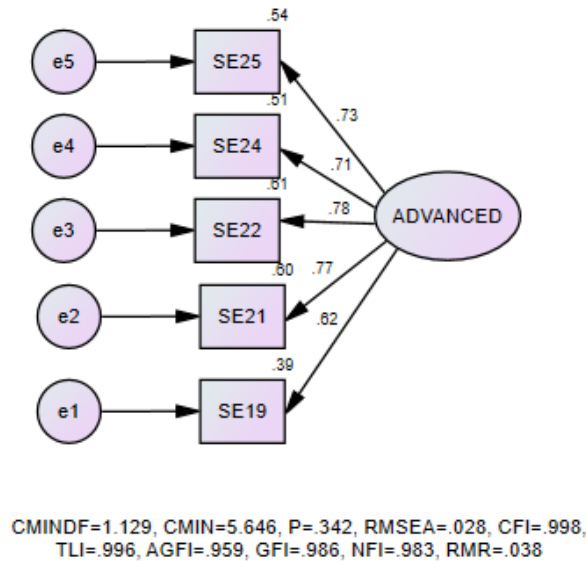 .54
e5 SE25
.51
.73
e4 SE24
.71
.61
.78
e3 SE22
ADVANCED
.60 .77
e2 SE21
.62
.39
e1 SE19
CMINDF=1.129, CMIN=5.646, P=.342, RMSEA=.028, CFI=.998,
TLI=.996, AGFI=.959, GFI=.986, NFI=.983, RMR=.038